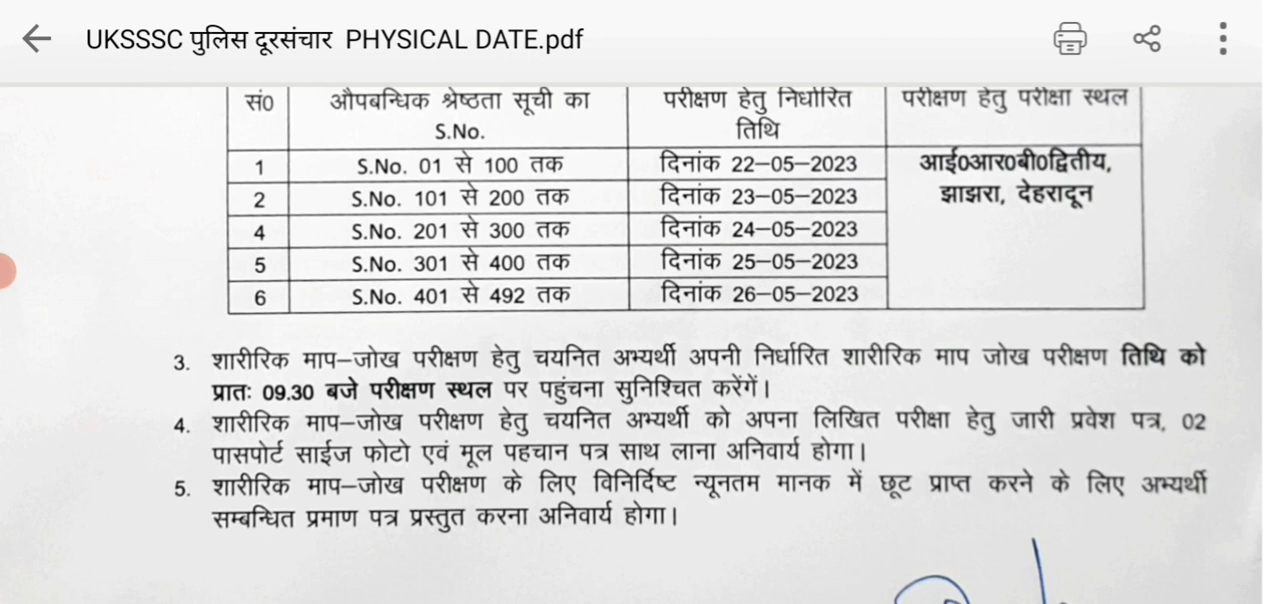 UKSSSC पुलिस दूरसंचार PHYSICAL DATE.pdf
सं0 औपबन्धिक श्रेष्ठता सूची का परीक्षण हेतु निर्धारित परीक्षण हेतु परीक्षा स्थल
S.No. तिथि
1 S.No. 01 से 100 तक दिनांक 22–05–2023 आई0आर0बी0द्वितीय,
2 S.No. 101 से 200 तक दिनांक 23–05–2023 झाझरा, देहरादून
4 S.No. 201 से 300 तक दिनांक 24–05–2023
5 S.No. 301 से 400 तक दिनांक 25–05–2023
6 S.No. 401 से 492 तक दिनांक 26–05–2023
3. शारीरिक माप–जोख परीक्षण हेतु चयनित अभ्यर्थी अपनी निर्धारित शारीरिक माप जोख परीक्षण तिथि को
प्रातः 09.30 बजे परीक्षण स्थल पर पहुंचना सुनिश्चित करेंगें।
4. शारीरिक माप–जोख परीक्षण हेतु चयनित अभ्यर्थी को अपना लिखित परीक्षा हेतु जारी प्रवेश पत्र, 02
पासपोर्ट साईज फोटो एवं मूल पहचान पत्र साथ लाना अनिवार्य होगा।
5. शारीरिक माप–जोख परीक्षण के लिए विनिर्दिष्ट न्यूनतम मानक में छूट प्राप्त करने के लिए अभ्यर्थी
सम्बन्धित प्रमाण पत्र प्रस्तुत करना अनिवार्य होगा।